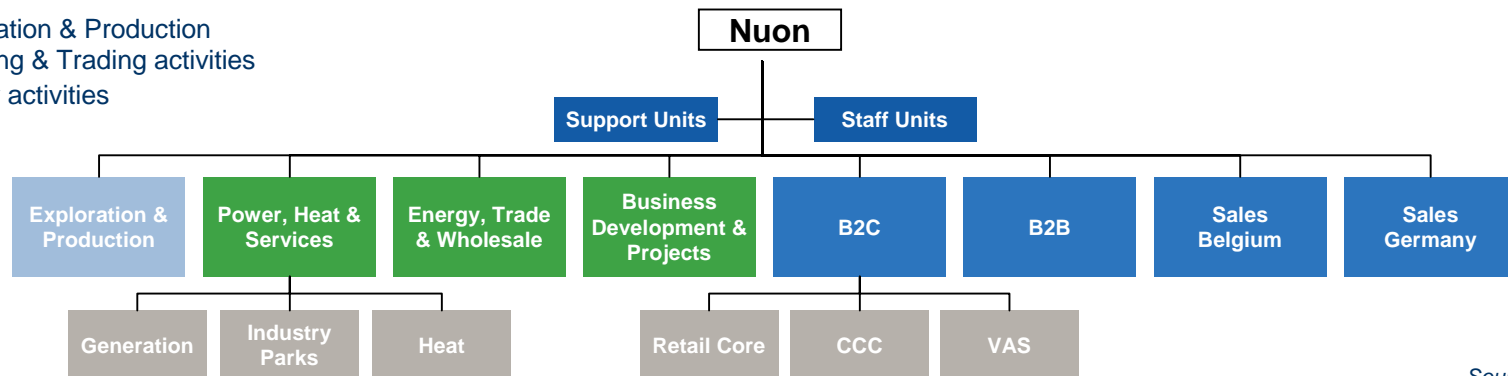 ation & Production
ng & Trading activities
activities
Nuon
Support Units
Staff Units
Exploration &
Production
Power, Heat &
Services
Energy, Trade
& Wholesale
Business
Development &
Projects
B2C
B2B
Sales
Belgium
Sales
Germany
Generation
Industry
Parks
Heat
Retail Core
CCC
VAS
Sou